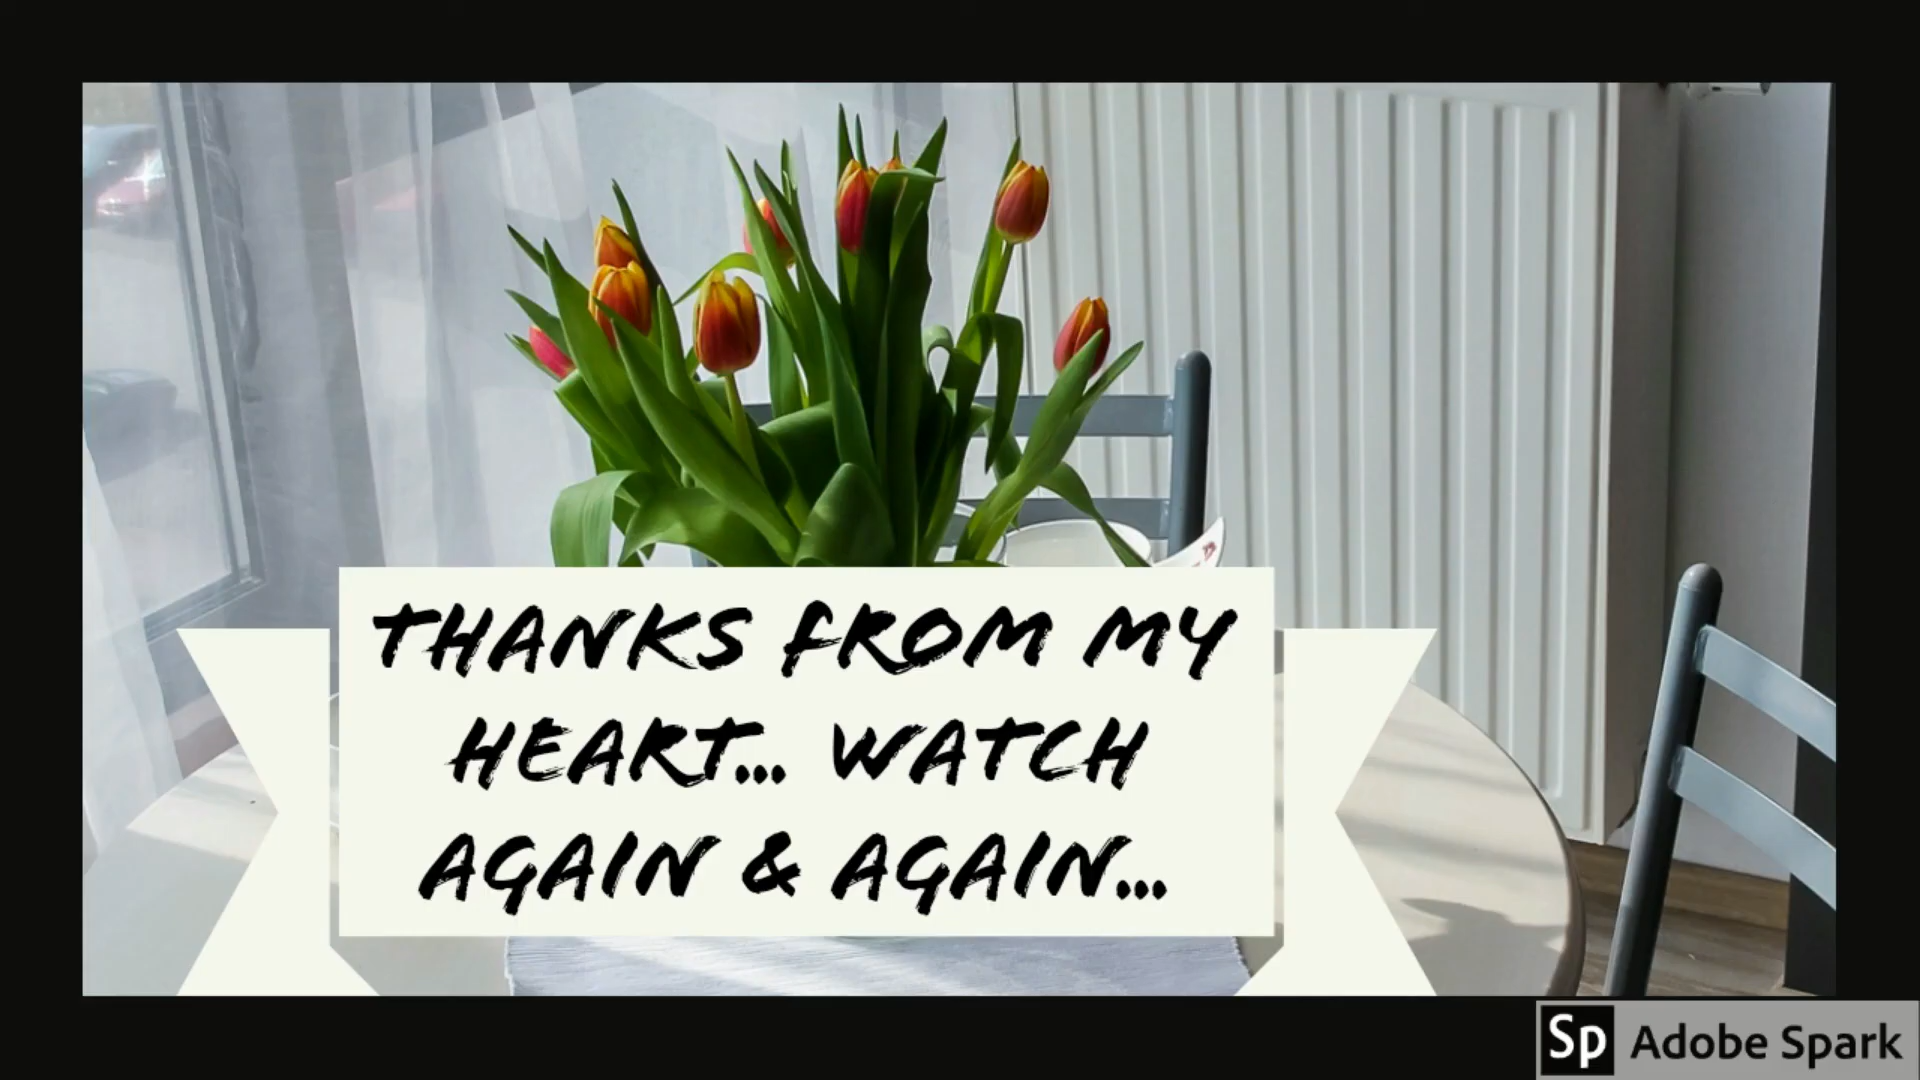 THANKS FROM MY
HEART... WATCH
AGAIN & AGAIN...
Sp Adobe Spark